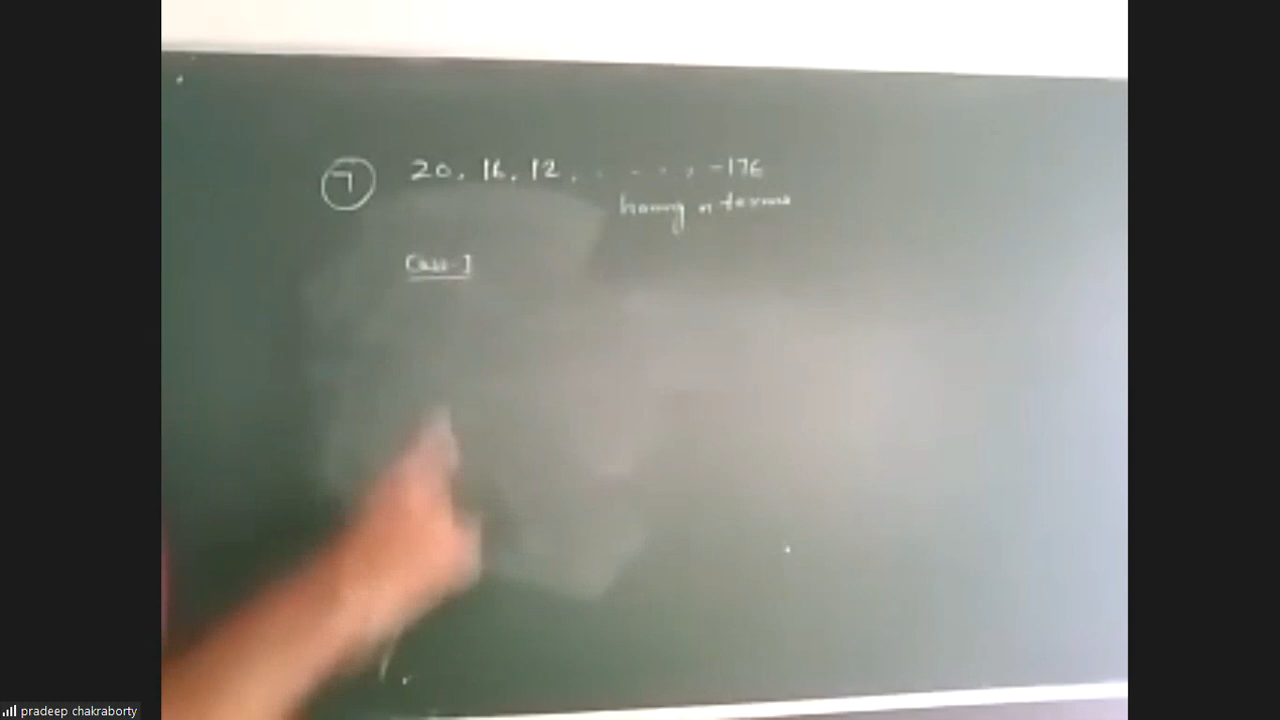 7 20, 16, 12, . . . . , -176
having n terms
Case-I
pradeep chakraborty